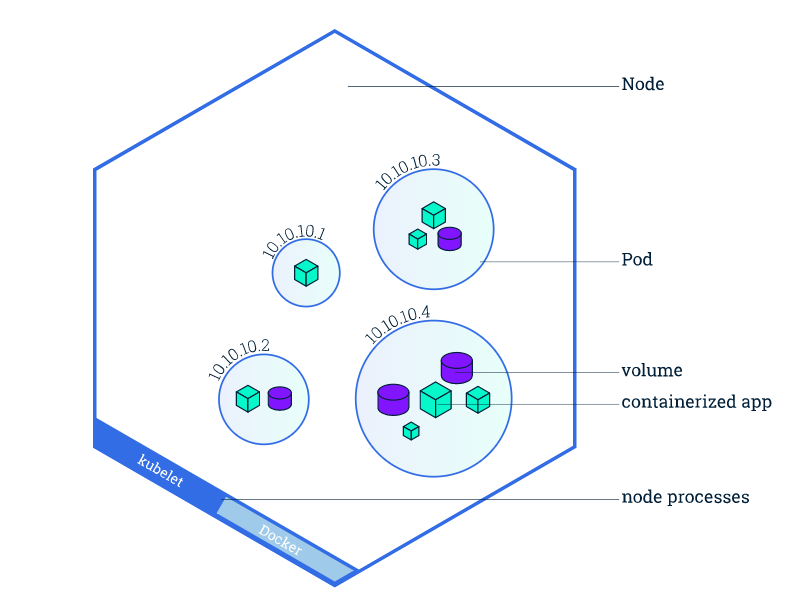 Node
10.10.10.3
10.10.10.1
Pod
10.10.10.4
10.10.10.2
volume
containerized app
kubelet
node processes
Docker